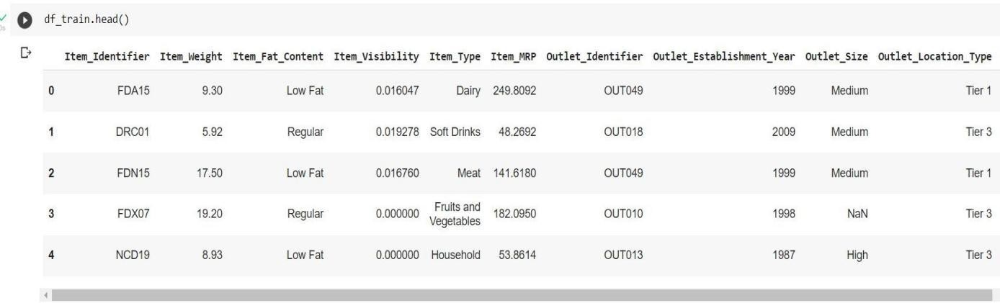 df_train.head()
Item_Identifier Item_Weight Item_Fat_Content Item_Visibility Item_Type Item_MRP Outlet_Identifier Outlet_Establishment_Year Outlet_Size Outlet_Location_Type
0 FDA15 9.30 Low Fat 0.016047 Dairy 249.8092 OUT049 1999 Medium Tier 1
1 DRC01 5.92 Regular 0.019278 Soft Drinks 48.2692 OUT018 2009 Medium Tier 3
2 FDN15 17.50 Low Fat 0.016760 Meat 141.6180 OUT049 1999 Medium Tier 1
3 FDX07 19.20 Regular 0.000000 Fruits and Vegetables 182.0950 OUT010 1998 NaN Tier 3
4 NCD19 8.93 Low Fat 0.000000 Household 53.8614 OUT013 1987 High Tier 3